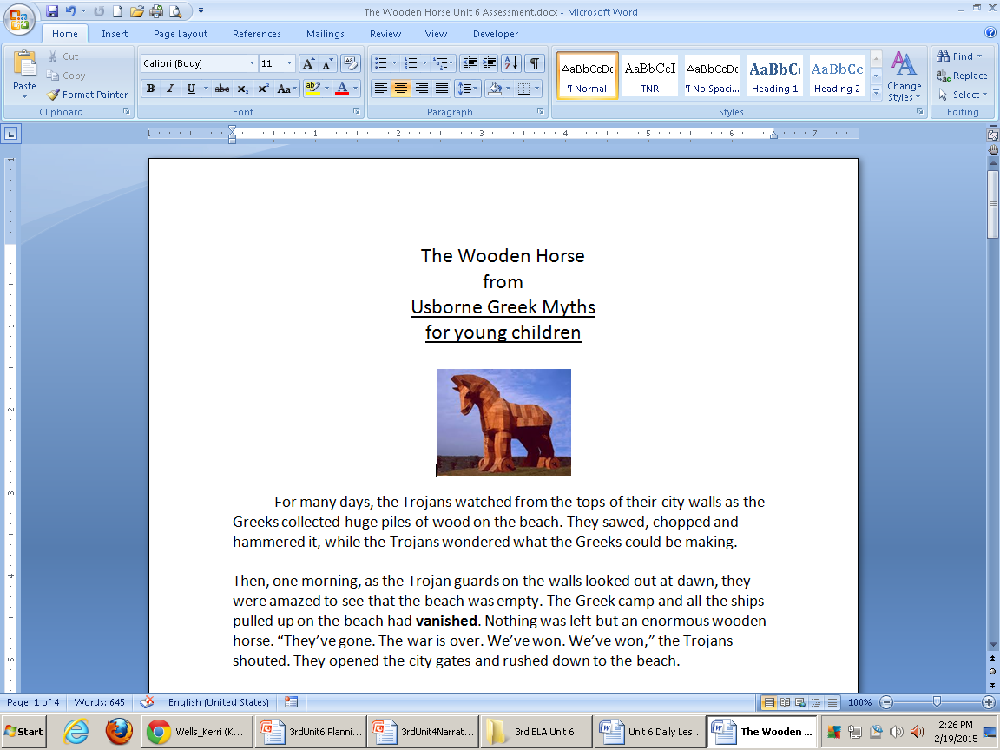 The Wooden Horse Unit 6 Assessment.docx - Microsoft Word
Home Insert Page Layout References Mailings Review View Developer
Paste
Cut
Copy
Format Painter
Clipboard
Calibri (Body) 11
Font
Paragraph
AaBbCcDc AaBbCcI AaBbCcDc AaBbC AaBbCc
¶ Normal TNR ¶ No Spaci... Heading 1 Heading 2
Change Styles
Styles
Find
Replace
Select
Editing
1 1 2 3 4 5 6 7
The Wooden Horse
from
Usborne Greek Myths
for young children
For many days, the Trojans watched from the tops of their city walls as the
Greeks collected huge piles of wood on the beach. They sawed, chopped and
hammered it, while the Trojans wondered what the Greeks could be making.
Then, one morning, as the Trojan guards on the walls looked out at dawn, they
were amazed to see that the beach was empty. The Greek camp and all the ships
pulled up on the beach had vanished. Nothing was left but an enormous wooden
horse. “They’ve gone. The war is over. We’ve won. We’ve won,” the Trojans
shouted. They opened the city gates and rushed down to the beach.
Page: 1 of 4 Words: 645 English (United States) 100%
Start Wells_Kerri (K... 3rdUnit6 Planni... 3rdUnit4Narrat... 3rd ELA Unit 6 Unit 6 Daily Les... The Wooden ...
2:26 PM
2/19/2015